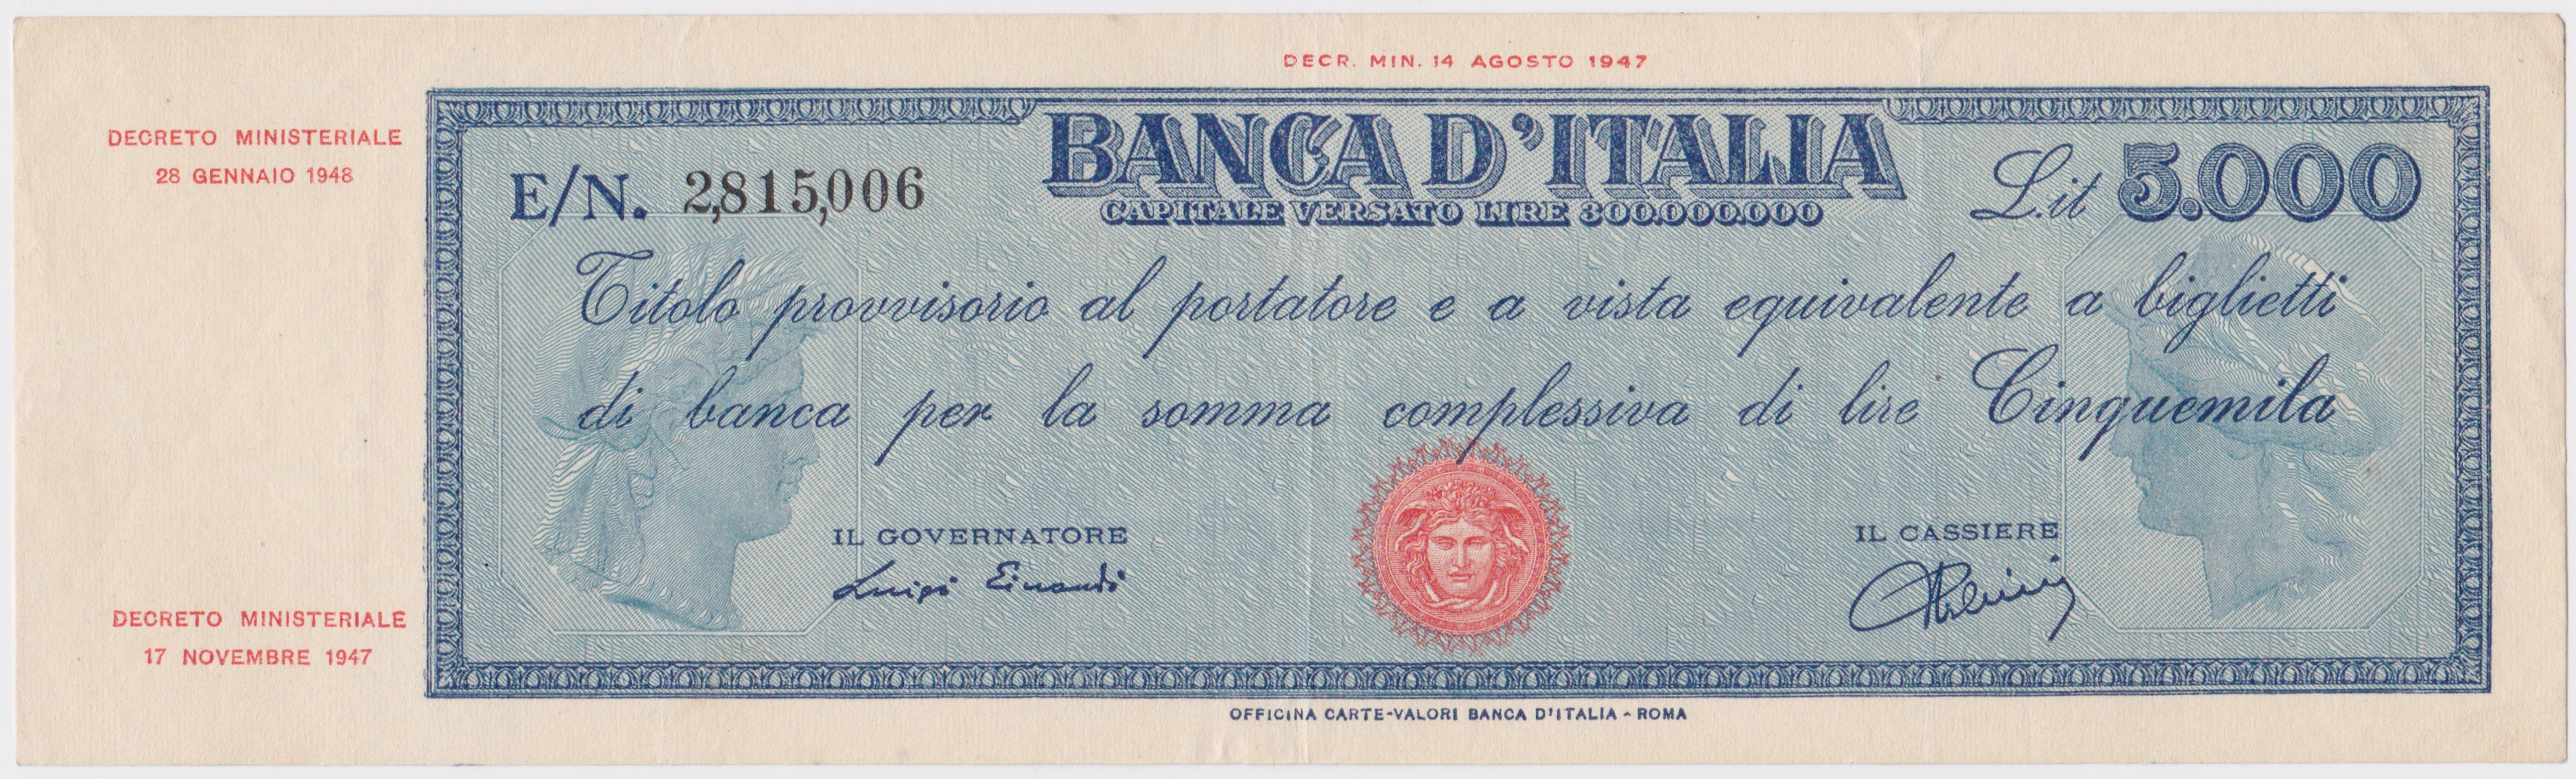 DECR. MIN. 14 AGOSTO 1947
DECRETO MINISTERIALE
28 GENNAIO 1948
BANCA D'ITALIA
CAPITALE VERSATO LIRE 300.000.000
E/N. 2,815,006
L.it 5.000
Titolo provvisorio al portatore e a vista equivalente a biglietti
di banca per la somma complessiva di lire Cinquemila
IL GOVERNATORE
Luigi Einaudi
IL CASSIERE
DECRETO MINISTERIALE
17 NOVEMBRE 1947
OFFICINA CARTE-VALORI BANCA D'ITALIA - ROMA